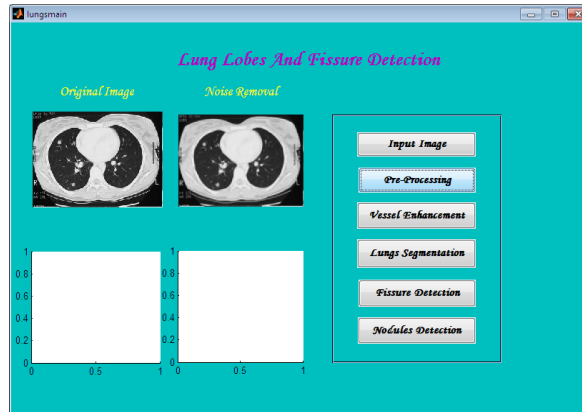 lungsmain
Lung Lobes And Fissure Detection
Original Image
Noise Removal
Input Image
Pre-Processing
Vessel Enhancement
Lungs Segmentation
Fissure Detection
Nodules Detection
R
1
0.8
0.6
0.4
0.2
0
0 0.5 1
1
0.8
0.6
0.4
0.2
0
0 0.5 1